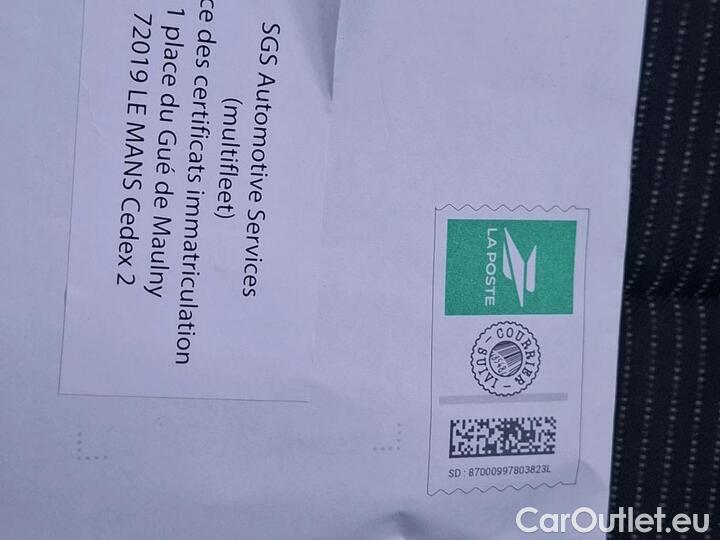 SGS Automotive Services
(multifleet)
ce des certificats immatriculation
1 place du Gué de Maulny
72019 LE MANS Cedex 2
LA POSTE
COURRIER
SUIVI
SD : 87000997803823L
CarOutlet.eu